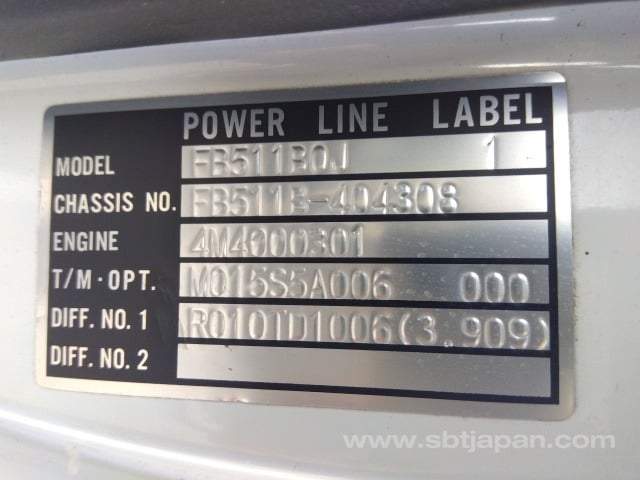 POWER LINE LABEL
MODEL FB511B0J 1
CHASSIS NO. FB511B-404308
ENGINE 4M4000301
T/M·OPT. M015S5A006 000
DIFF. NO. 1 R010TD1006(3.909)
DIFF. NO. 2
www.sbtjapan.com